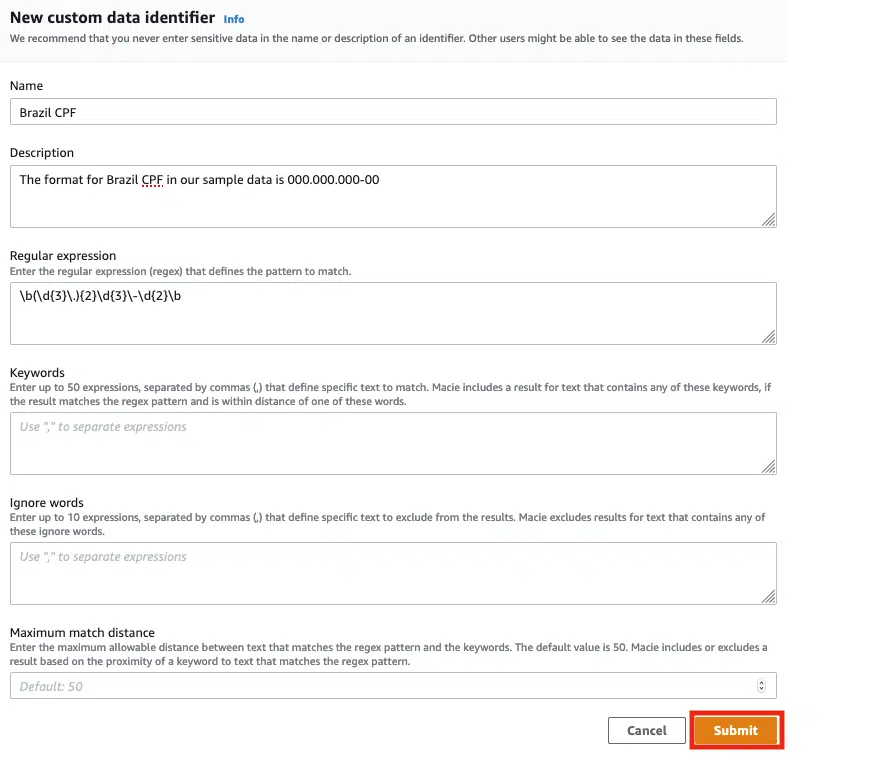 New custom data identifier Info
We recommend that you never enter sensitive data in the name or description of an identifier. Other users might be able to see the data in these fields.
Name
Brazil CPF
Description
The format for Brazil CPF in our sample data is 000.000.000-00
Regular expression
Enter the regular expression (regex) that defines the pattern to match.
\b(\d{3}\.){2}\d{3}\-\d{2}\b
Keywords
Enter up to 50 expressions, separated by commas (,) that define specific text to match. Macie includes a result for text that contains any of these keywords, if
the result matches the regex pattern and is within distance of one of these words.
Use "," to separate expressions
Ignore words
Enter up to 10 expressions, separated by commas (,) that define specific text to exclude from the results. Macie excludes results for text that contains any of
these ignore words.
Use "," to separate expressions
Maximum match distance
Enter the maximum allowable distance between text that matches the regex pattern and the keywords. The default value is 50. Macie includes or excludes a
result based on the proximity of a keyword to text that matches the regex pattern.
Default: 50
Cancel Submit